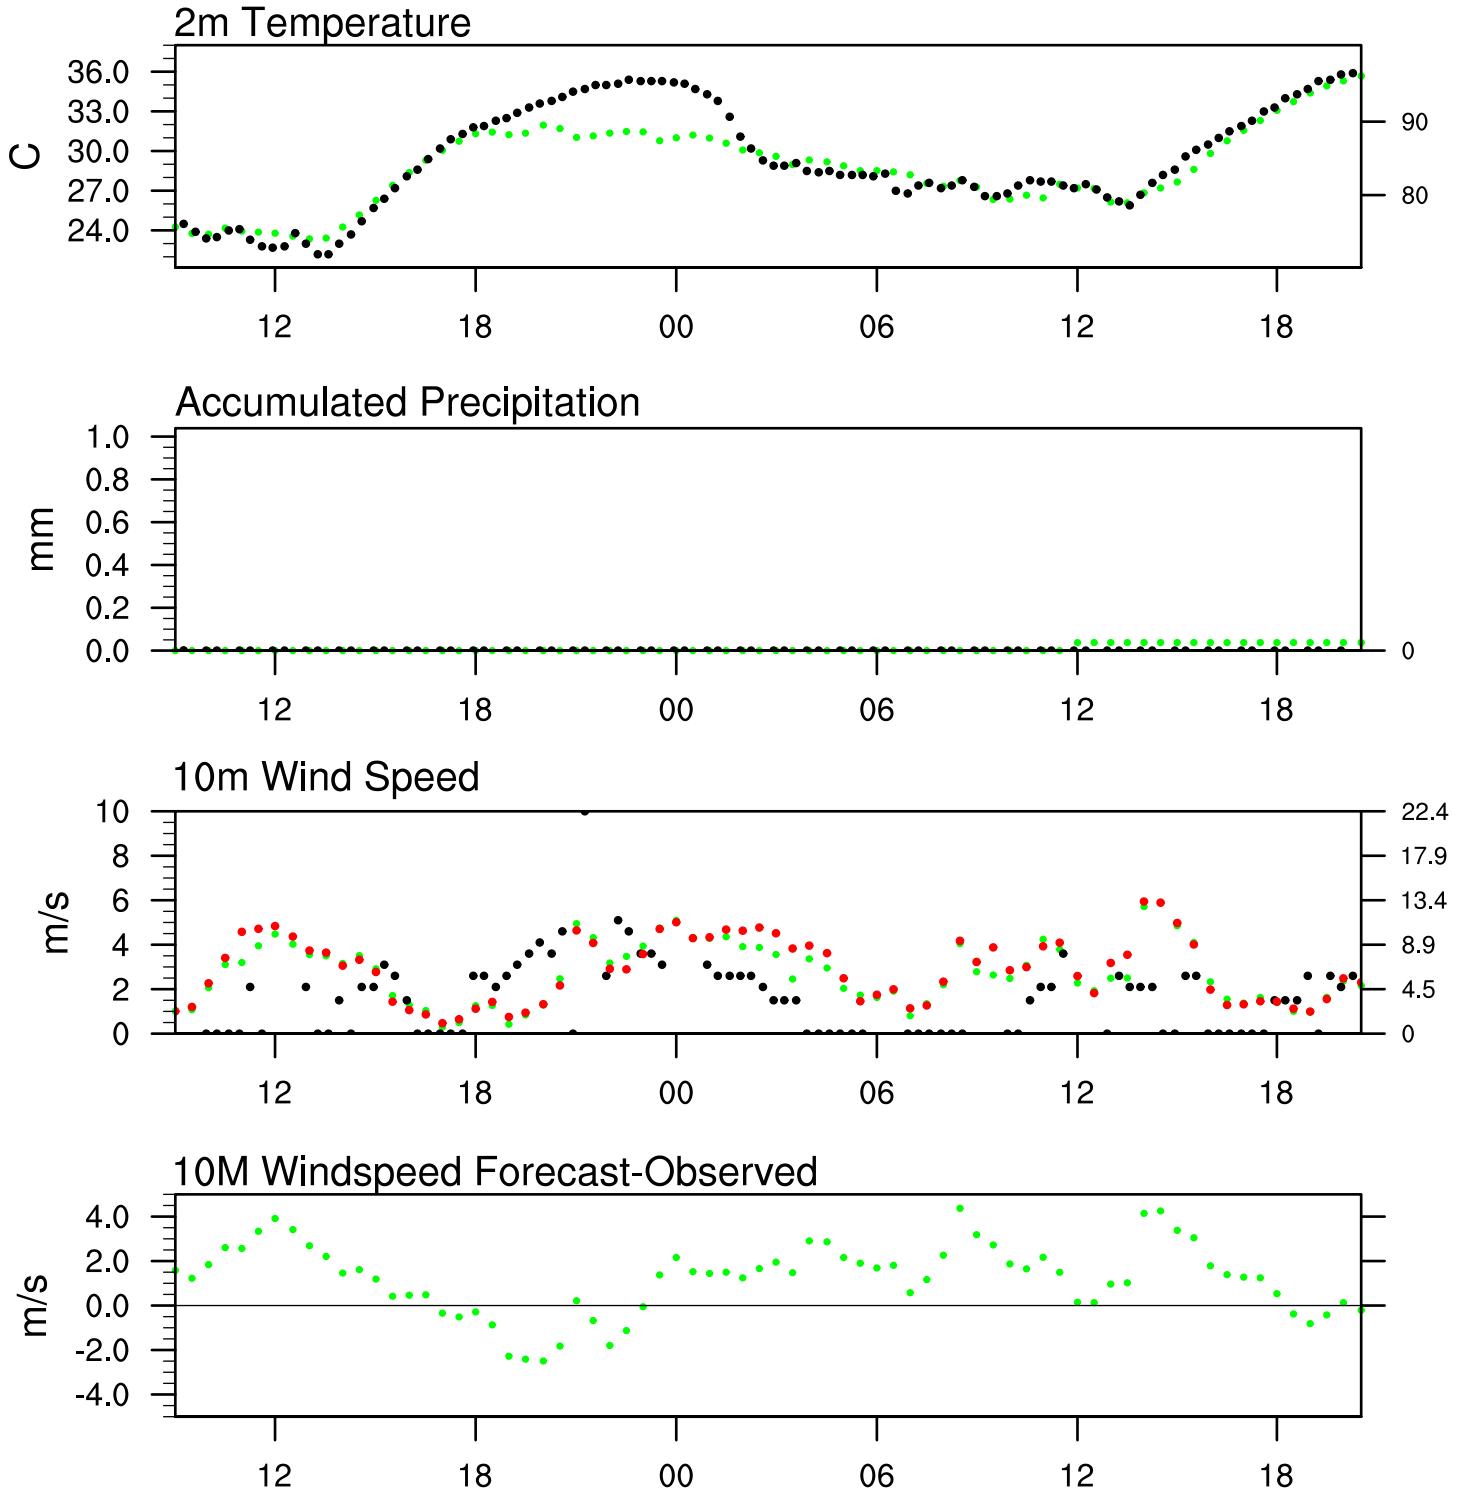 2m Temperature
36.0
33.0
30.0
27.0
24.0
C
90
80
12 18 00 06 12 18
Accumulated Precipitation
1.0
0.8
0.6
0.4
0.2
0.0
mm
0
12 18 00 06 12 18
10m Wind Speed
10
8
6
4
2
0
m/s
22.4
17.9
13.4
8.9
4.5
0
12 18 00 06 12 18
10M Windspeed Forecast-Observed
4.0
2.0
0.0
-2.0
-4.0
m/s
12 18 00 06 12 18